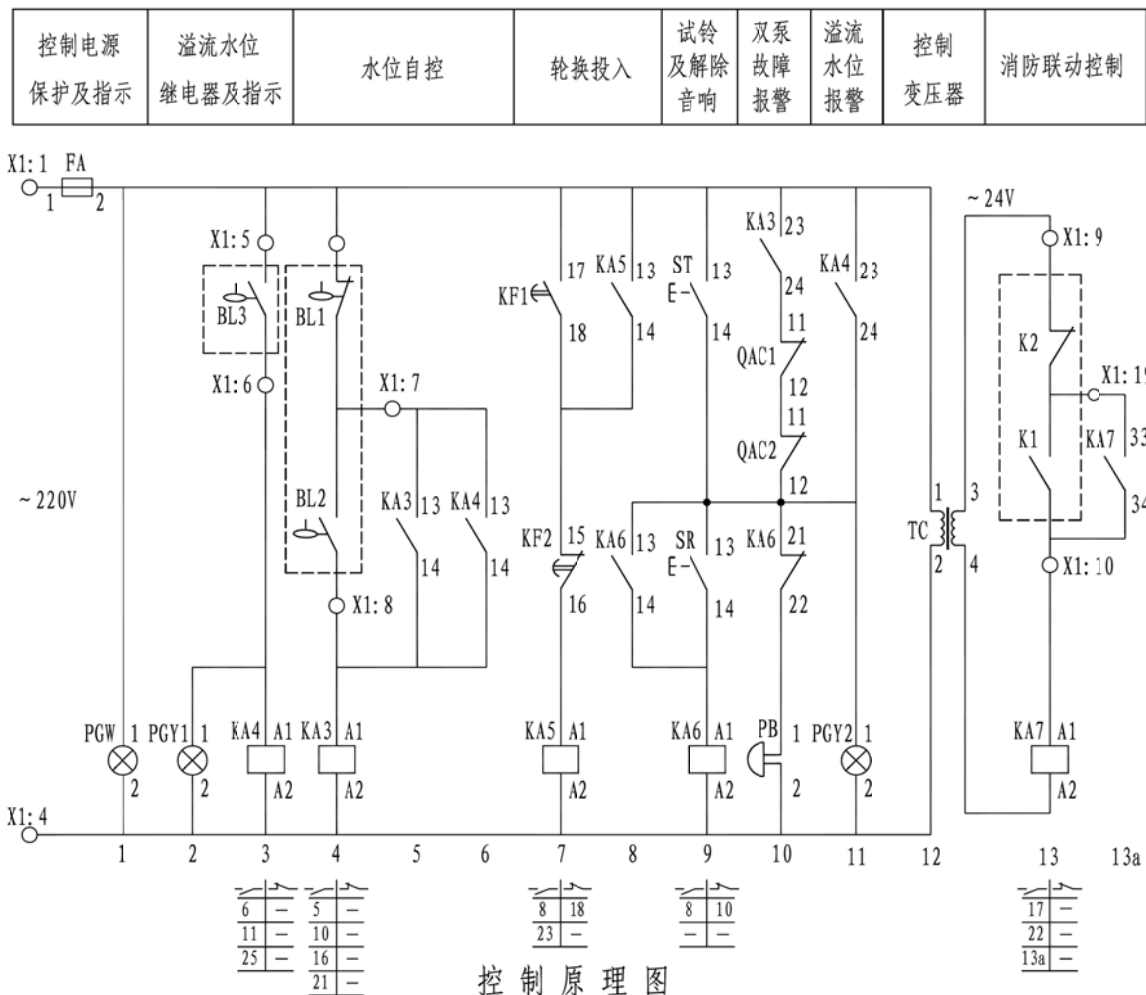 控制电源
保护及指示
溢流水位
继电器及指示
水位自控
轮换投入
试铃
及解除
音响
双泵
故障
报警
溢流
水位
报警
控制
变压器
消防联动控制
X1:1 FA
1 2
~24V
X1:5
X1:9
KA3 23
24
17
KF1
18
KA5 13
14
ST 13
14
KA4 23
24
BL3
BL1
K2
11
QAC1
12
X1:6
X1:7
X1:19
11
QAC2
12
K1
KA7 33
34
~220V
BL2
KA3 13
14
KA4 13
14
1 3
TC
2 4
KF2 15
16
KA6 13
14
SR 13
14
KA6 21
22
X1:8
X1:10
PGW 1
2
PGY1 1
2
KA4 A1
A2
KA3 A1
A2
KA5 A1
A2
KA6 A1
A2
PB 1
2
PGY2 1
2
KA7 A1
A2
X1:4
1 2 3 4 5 6 7 8 9 10 11 12 13 13a
6 –
11 –
25 –
5 –
10 –
16 –
21 –
8 18
23 –
8 10
– –
17 –
22 –
13a –
控制原理图